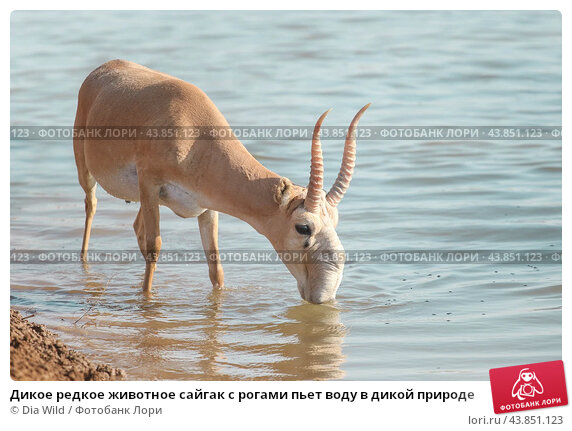 123 · ФОТОБАНК ЛОРИ · 43.851.123 · ФОТОБАНК ЛОРИ · 43.851.123 · ФОТОБАНК ЛОРИ · 43.851.123
123 · ФОТОБАНК ЛОРИ · 43.851.123 · ФОТОБАНК ЛОРИ · 43.851.123 · ФОТОБАНК ЛОРИ · 43.851.123
Дикое редкое животное сайгак с рогами пьет воду в дикой природе
© Dia Wild / Фотобанк Лори
ФОТОБАНК ЛОРИ
lori.ru/43.851.123